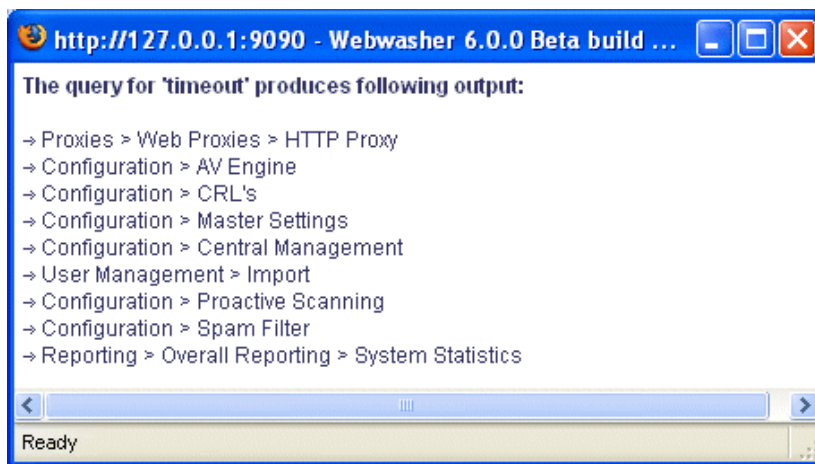 http://127.0.0.1:9090 - Webwasher 6.0.0 Beta build ...
The query for 'timeout' produces following output:
→ Proxies > Web Proxies > HTTP Proxy
→ Configuration > AV Engine
→ Configuration > CRL's
→ Configuration > Master Settings
→ Configuration > Central Management
→ User Management > Import
→ Configuration > Proactive Scanning
→ Configuration > Spam Filter
→ Reporting > Overall Reporting > System Statistics
Ready